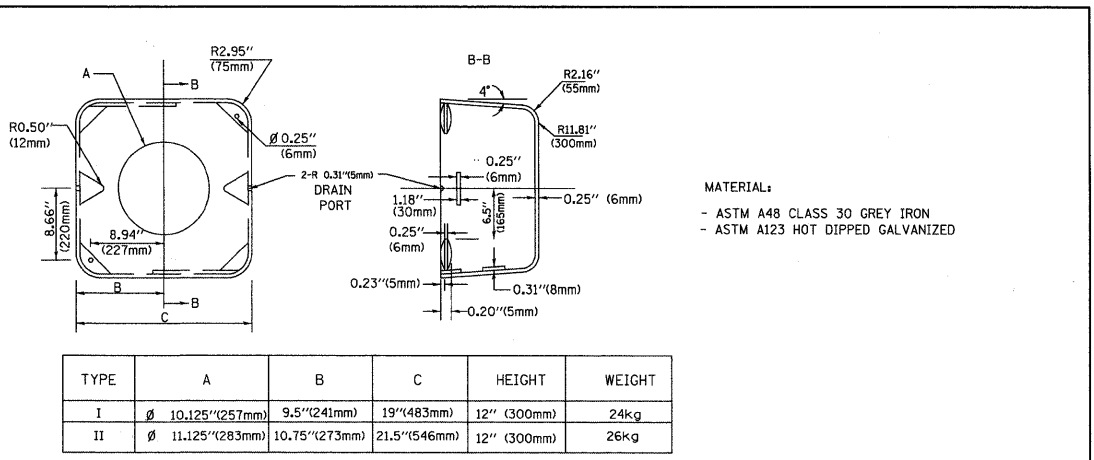 R2.95''
(75mm)
A
B
R0.50''
(12mm)
Ø 0.25''
(6mm)
2-R 0.31''(5mm)
DRAIN
PORT
8.66''
(220mm)
8.94''
(227mm)
B
B
C
B-B
4°
R2.16''
(55mm)
R11.81''
(300mm)
0.25''
(6mm)
1.18''
(30mm)
6.5''
(165mm)
0.25'' (6mm)
0.25''
(6mm)
0.23''(5mm)
0.31''(8mm)
0.20''(5mm)
MATERIAL:
- ASTM A48 CLASS 30 GREY IRON
- ASTM A123 HOT DIPPED GALVANIZED
TYPE A B C HEIGHT WEIGHT
I Ø 10.125''(257mm) 9.5''(241mm) 19''(483mm) 12'' (300mm) 24kg
II Ø 11.125''(283mm) 10.75''(273mm) 21.5''(546mm) 12'' (300mm) 26kg